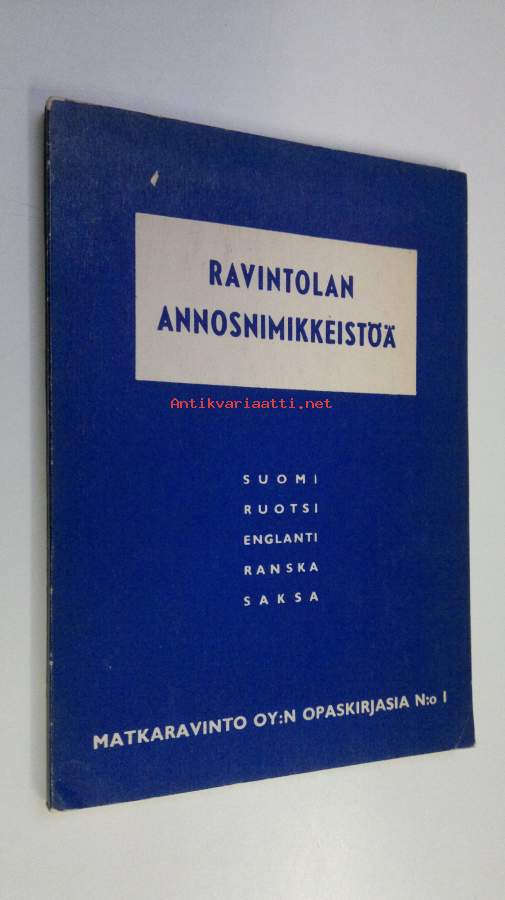 RAVINTOLAN
ANNOSNIMIKKEISTÖÄ
Antikvariaatti.net
SUOMI
RUOTSI
ENGLANTI
RANSKA
SAKSA
MATKARAVINTO OY:N OPASKIRJASIA N:o 1